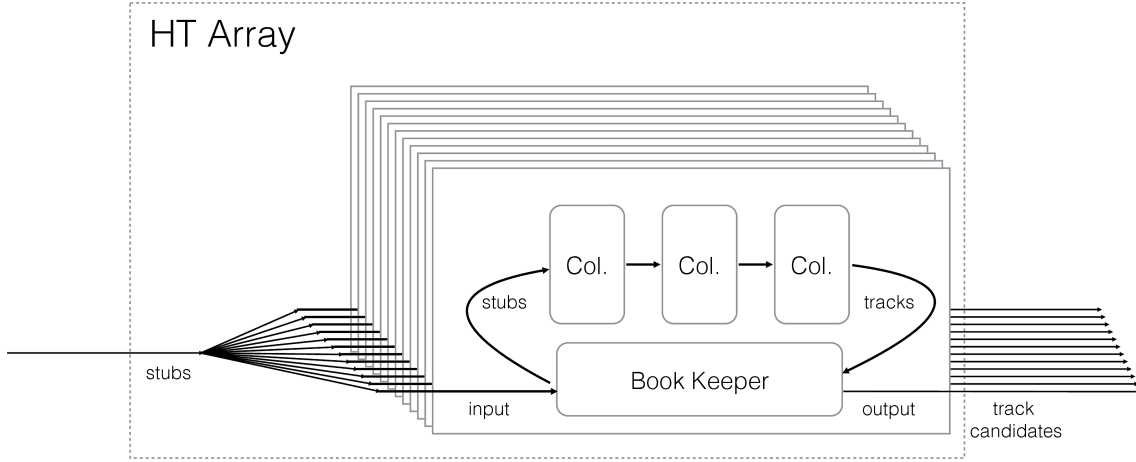 HT Array
Col.
Col.
Col.
stubs
tracks
stubs
Book Keeper
input
output
track
candidates